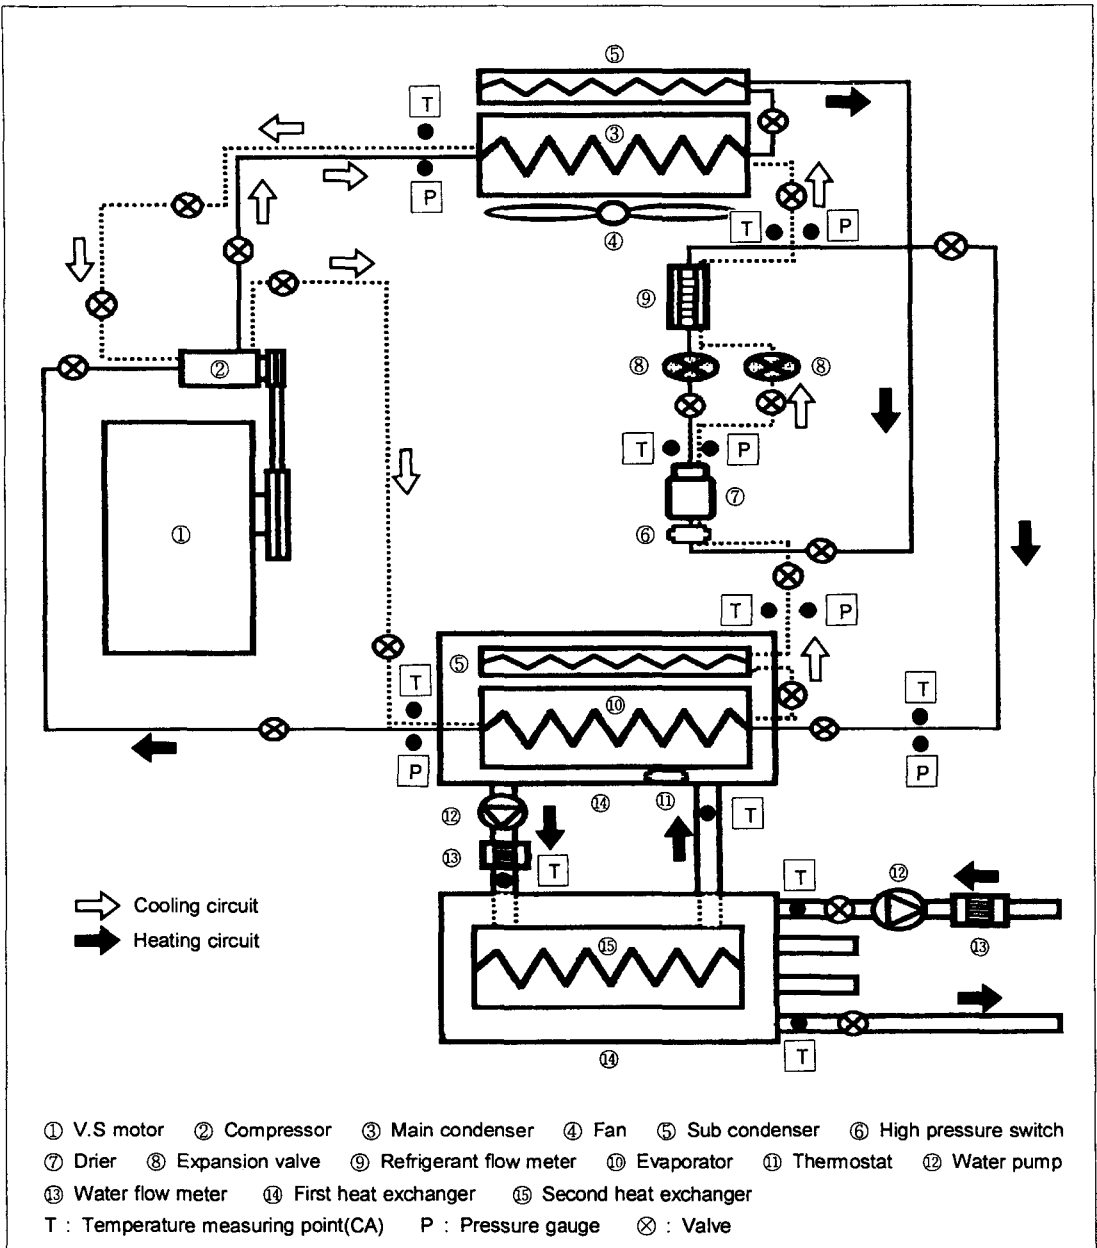 ⑤
T
③
P
④
T P
⑨
②
⑧ ⑧
T P
⑦
①
⑥
T P
⑤
T
⑩
T
P
P
⑫ ⑭ ⑪ T
⑬ T
T ⑫
Cooling circuit
Heating circuit
⑮
⑬
⑭
T
① V.S motor ② Compressor ③ Main condenser ④ Fan ⑤ Sub condenser ⑥ High pressure switch
⑦ Drier ⑧ Expansion valve ⑨ Refrigerant flow meter ⑩ Evaporator ⑪ Thermostat ⑫ Water pump
⑬ Water flow meter ⑭ First heat exchanger ⑮ Second heat exchanger
T : Temperature measuring point(CA) P : Pressure gauge ⊗ : Valve